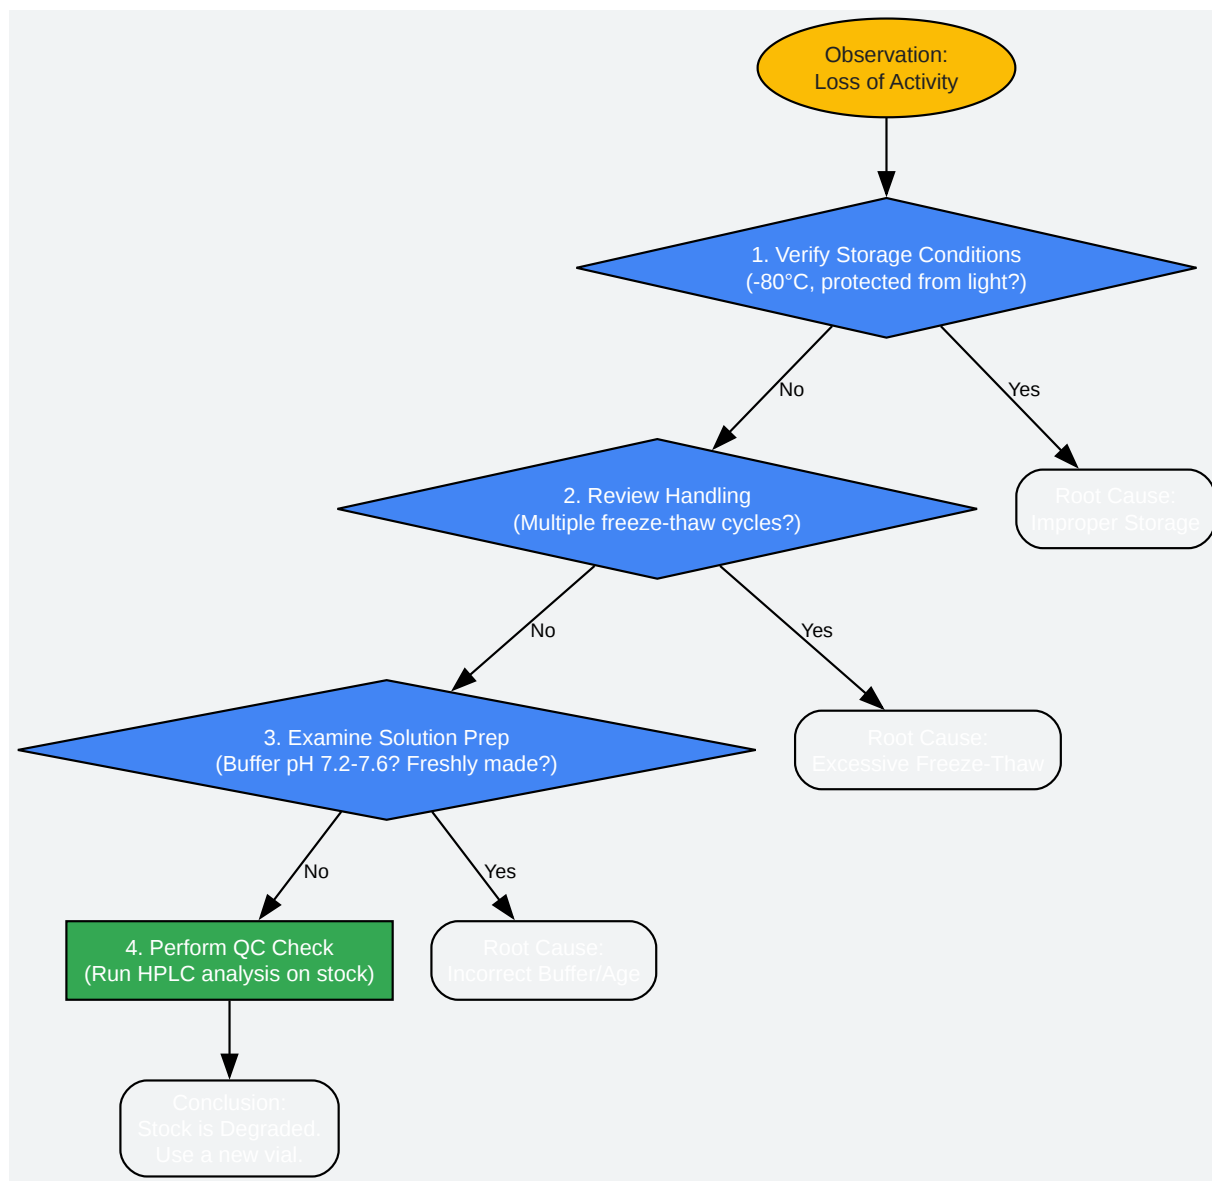 Observation:
Loss of Activity
1. Verify Storage Conditions
(-80°C, protected from light?)
No
Yes
2. Review Handling
(Multiple freeze-thaw cycles?)
Root Cause:
Improper Storage
No
Yes
3. Examine Solution Prep
(Buffer pH 7.2-7.6? Freshly made?)
Root Cause:
Excessive Freeze-Thaw
No
Yes
4. Perform QC Check
(Run HPLC analysis on stock)
Root Cause:
Incorrect Buffer/Age
Conclusion:
Stock is Degraded.
Use a new vial.